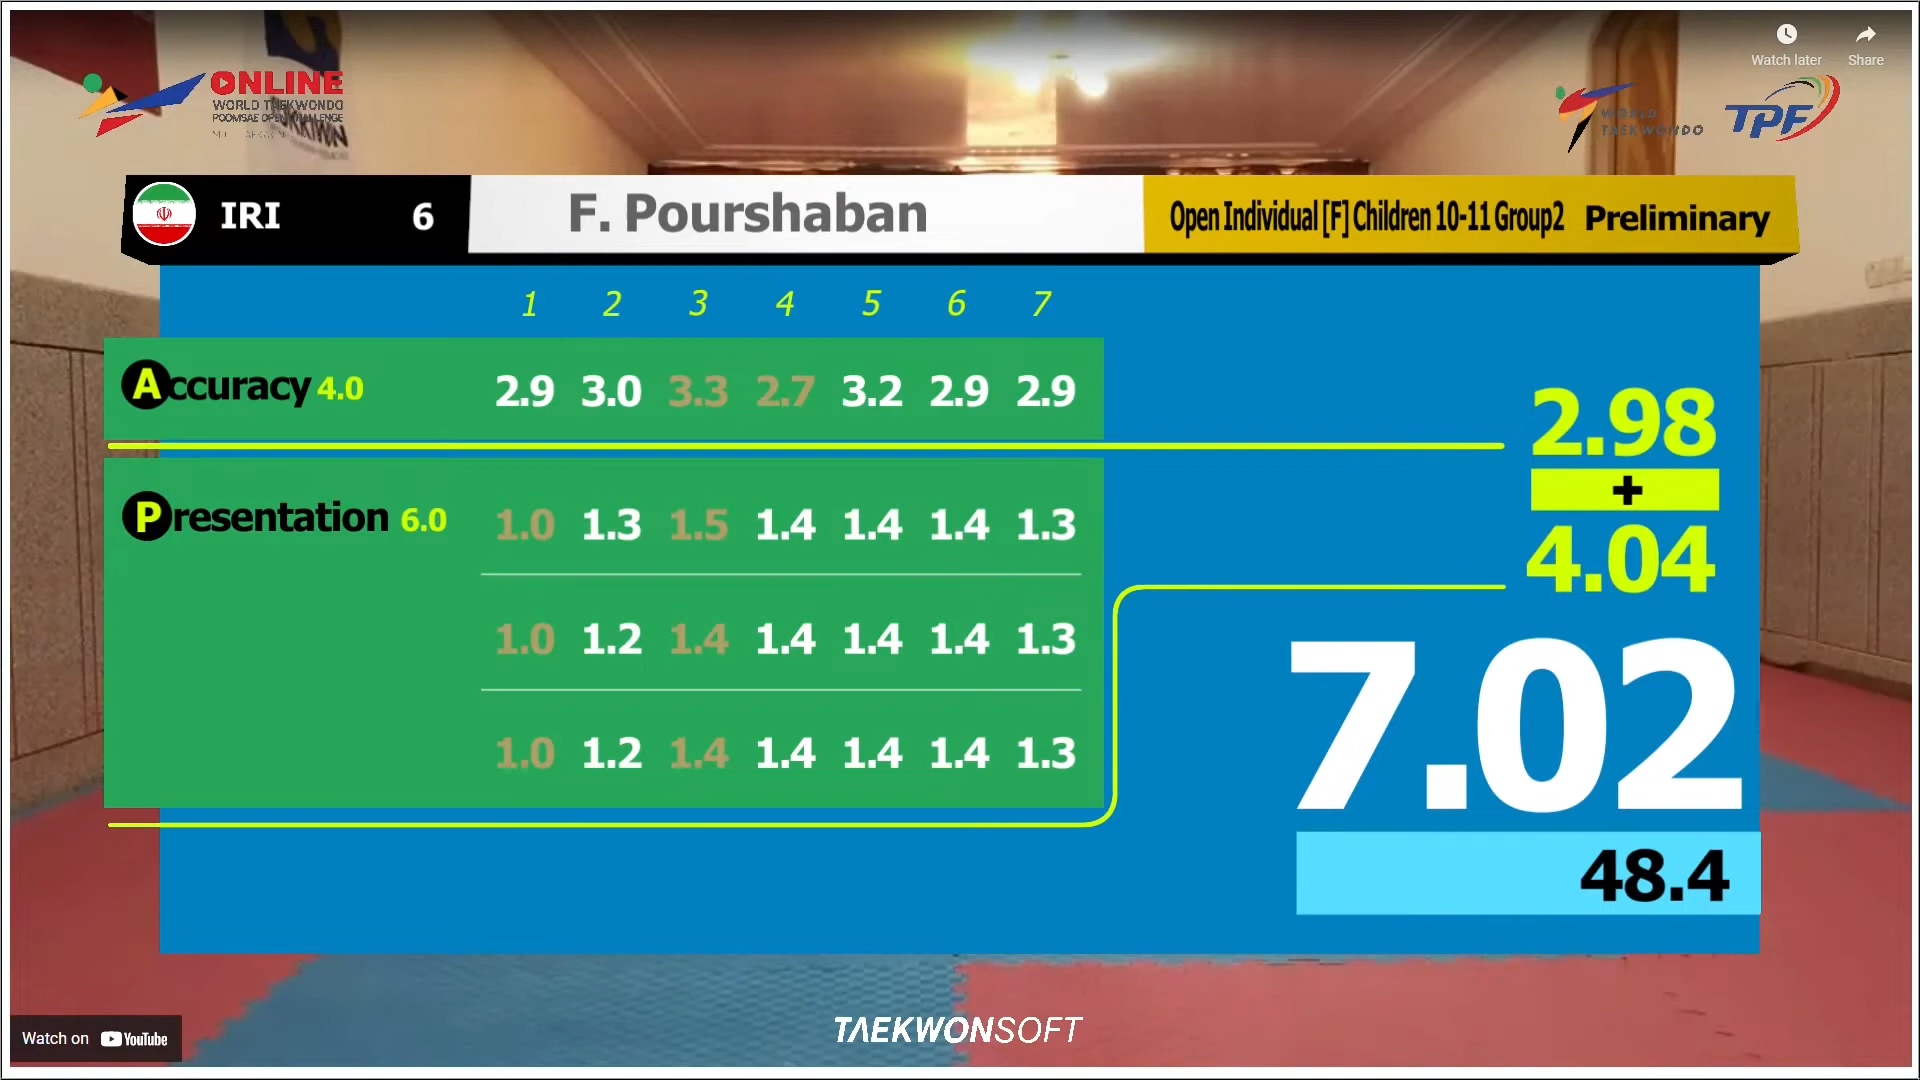 Watch later
Share
ONLINE
WORLD TAEKWONDO
POOMSAE OPEN CHALLENGE
WORLD
TAEKWONDO
TPF
IRI 6 F. Pourshaban Open Individual [F] Children 10-11 Group2 Preliminary
1 2 3 4 5 6 7
Accuracy 4.0 2.9 3.0 3.3 2.7 3.2 2.9 2.9
2.98
+
Presentation 6.0 1.0 1.3 1.5 1.4 1.4 1.4 1.3
4.04
1.0 1.2 1.4 1.4 1.4 1.4 1.3
1.0 1.2 1.4 1.4 1.4 1.4 1.3
7.02
48.4
TAEKWONSOFT
Watch on YouTube